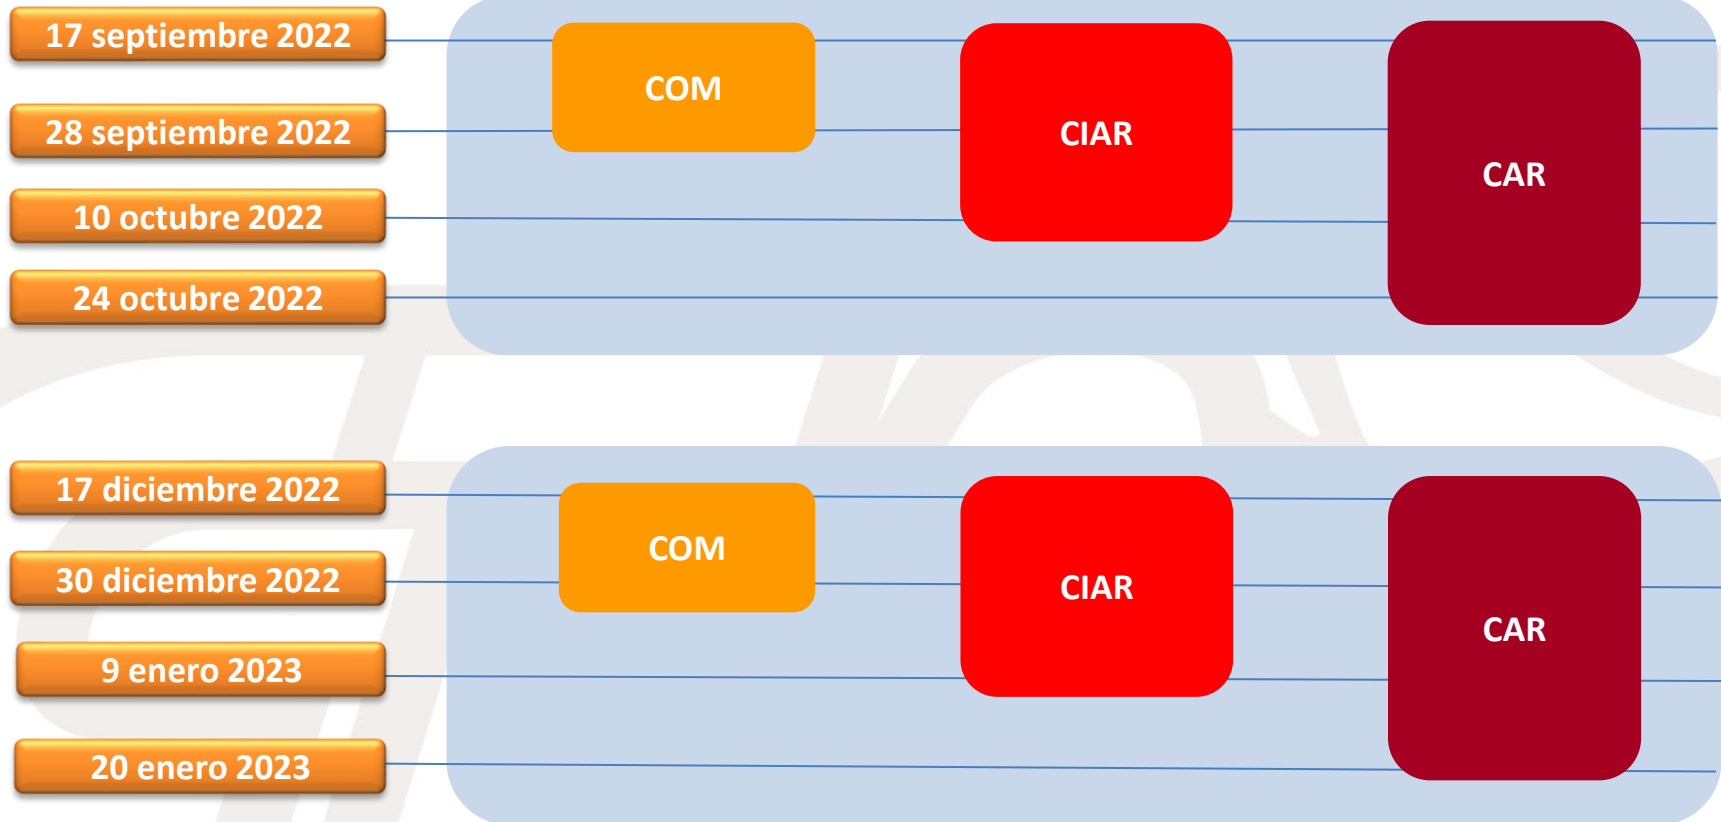 17 septiembre 2022
COM
28 septiembre 2022
CIAR
CAR
10 octubre 2022
24 octubre 2022
17 diciembre 2022
COM
30 diciembre 2022
CIAR
CAR
9 enero 2023
20 enero 2023